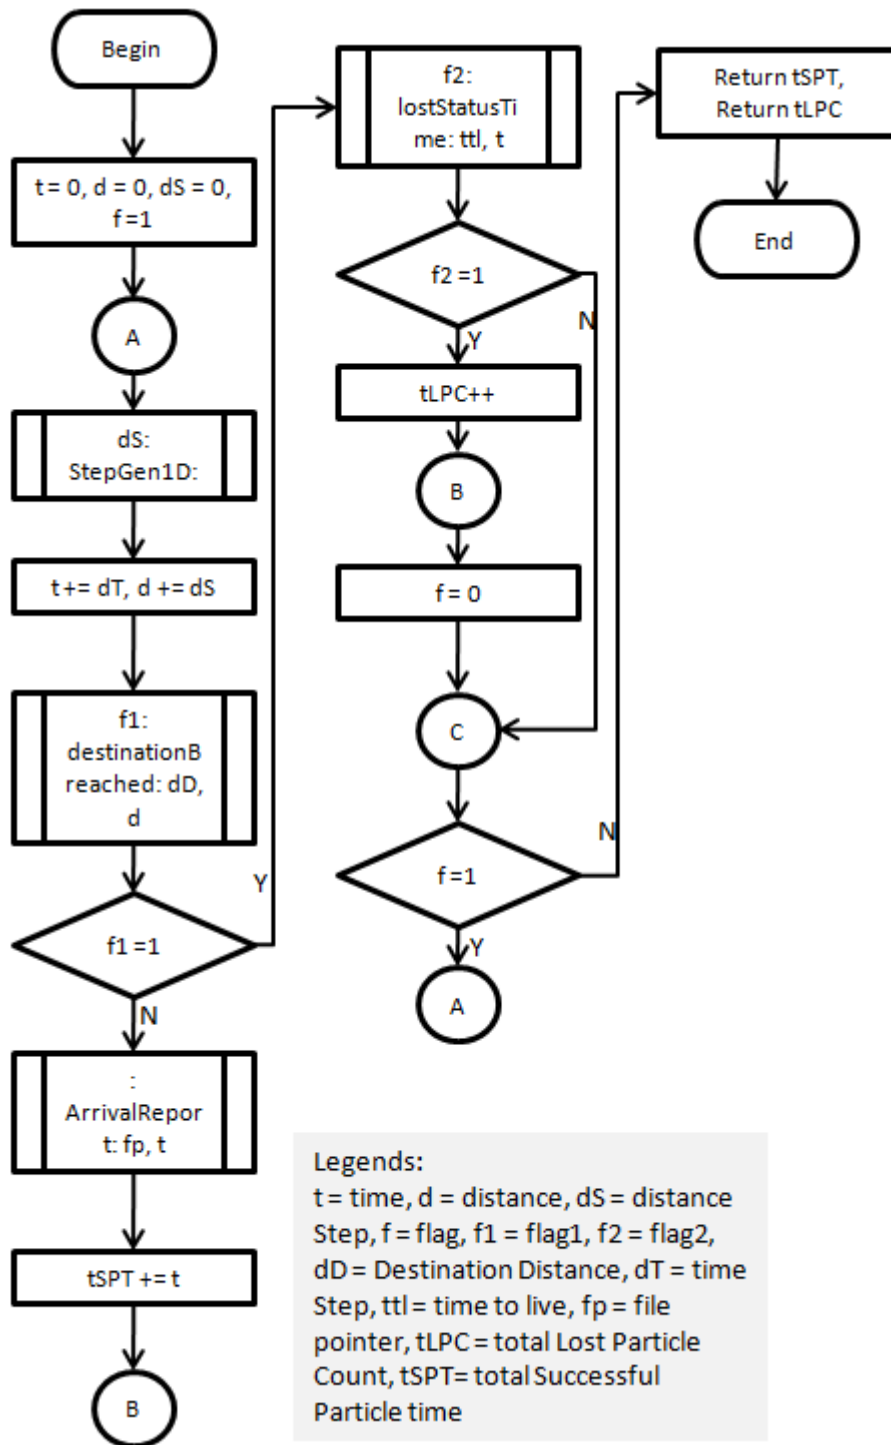 Begin
t = 0, d = 0, dS = 0,
f =1
A
dS:
StepGen1D:
t += dT, d += dS
f1:
destinationB
reached: dD,
d
f1 =1
Y
N
:
ArrivalRepor
t: fp, t
tSPT += t
B
f2:
lostStatusTi
me: ttl, t
f2 =1
N
Y
tLPC++
B
f = 0
C
f =1
N
Y
A
Return tSPT,
Return tLPC
End
Legends:
t = time, d = distance, dS = distance
Step, f = flag, f1 = flag1, f2 = flag2,
dD = Destination Distance, dT = time
Step, ttl = time to live, fp = file
pointer, tLPC = total Lost Particle
Count, tSPT= total Successful
Particle time